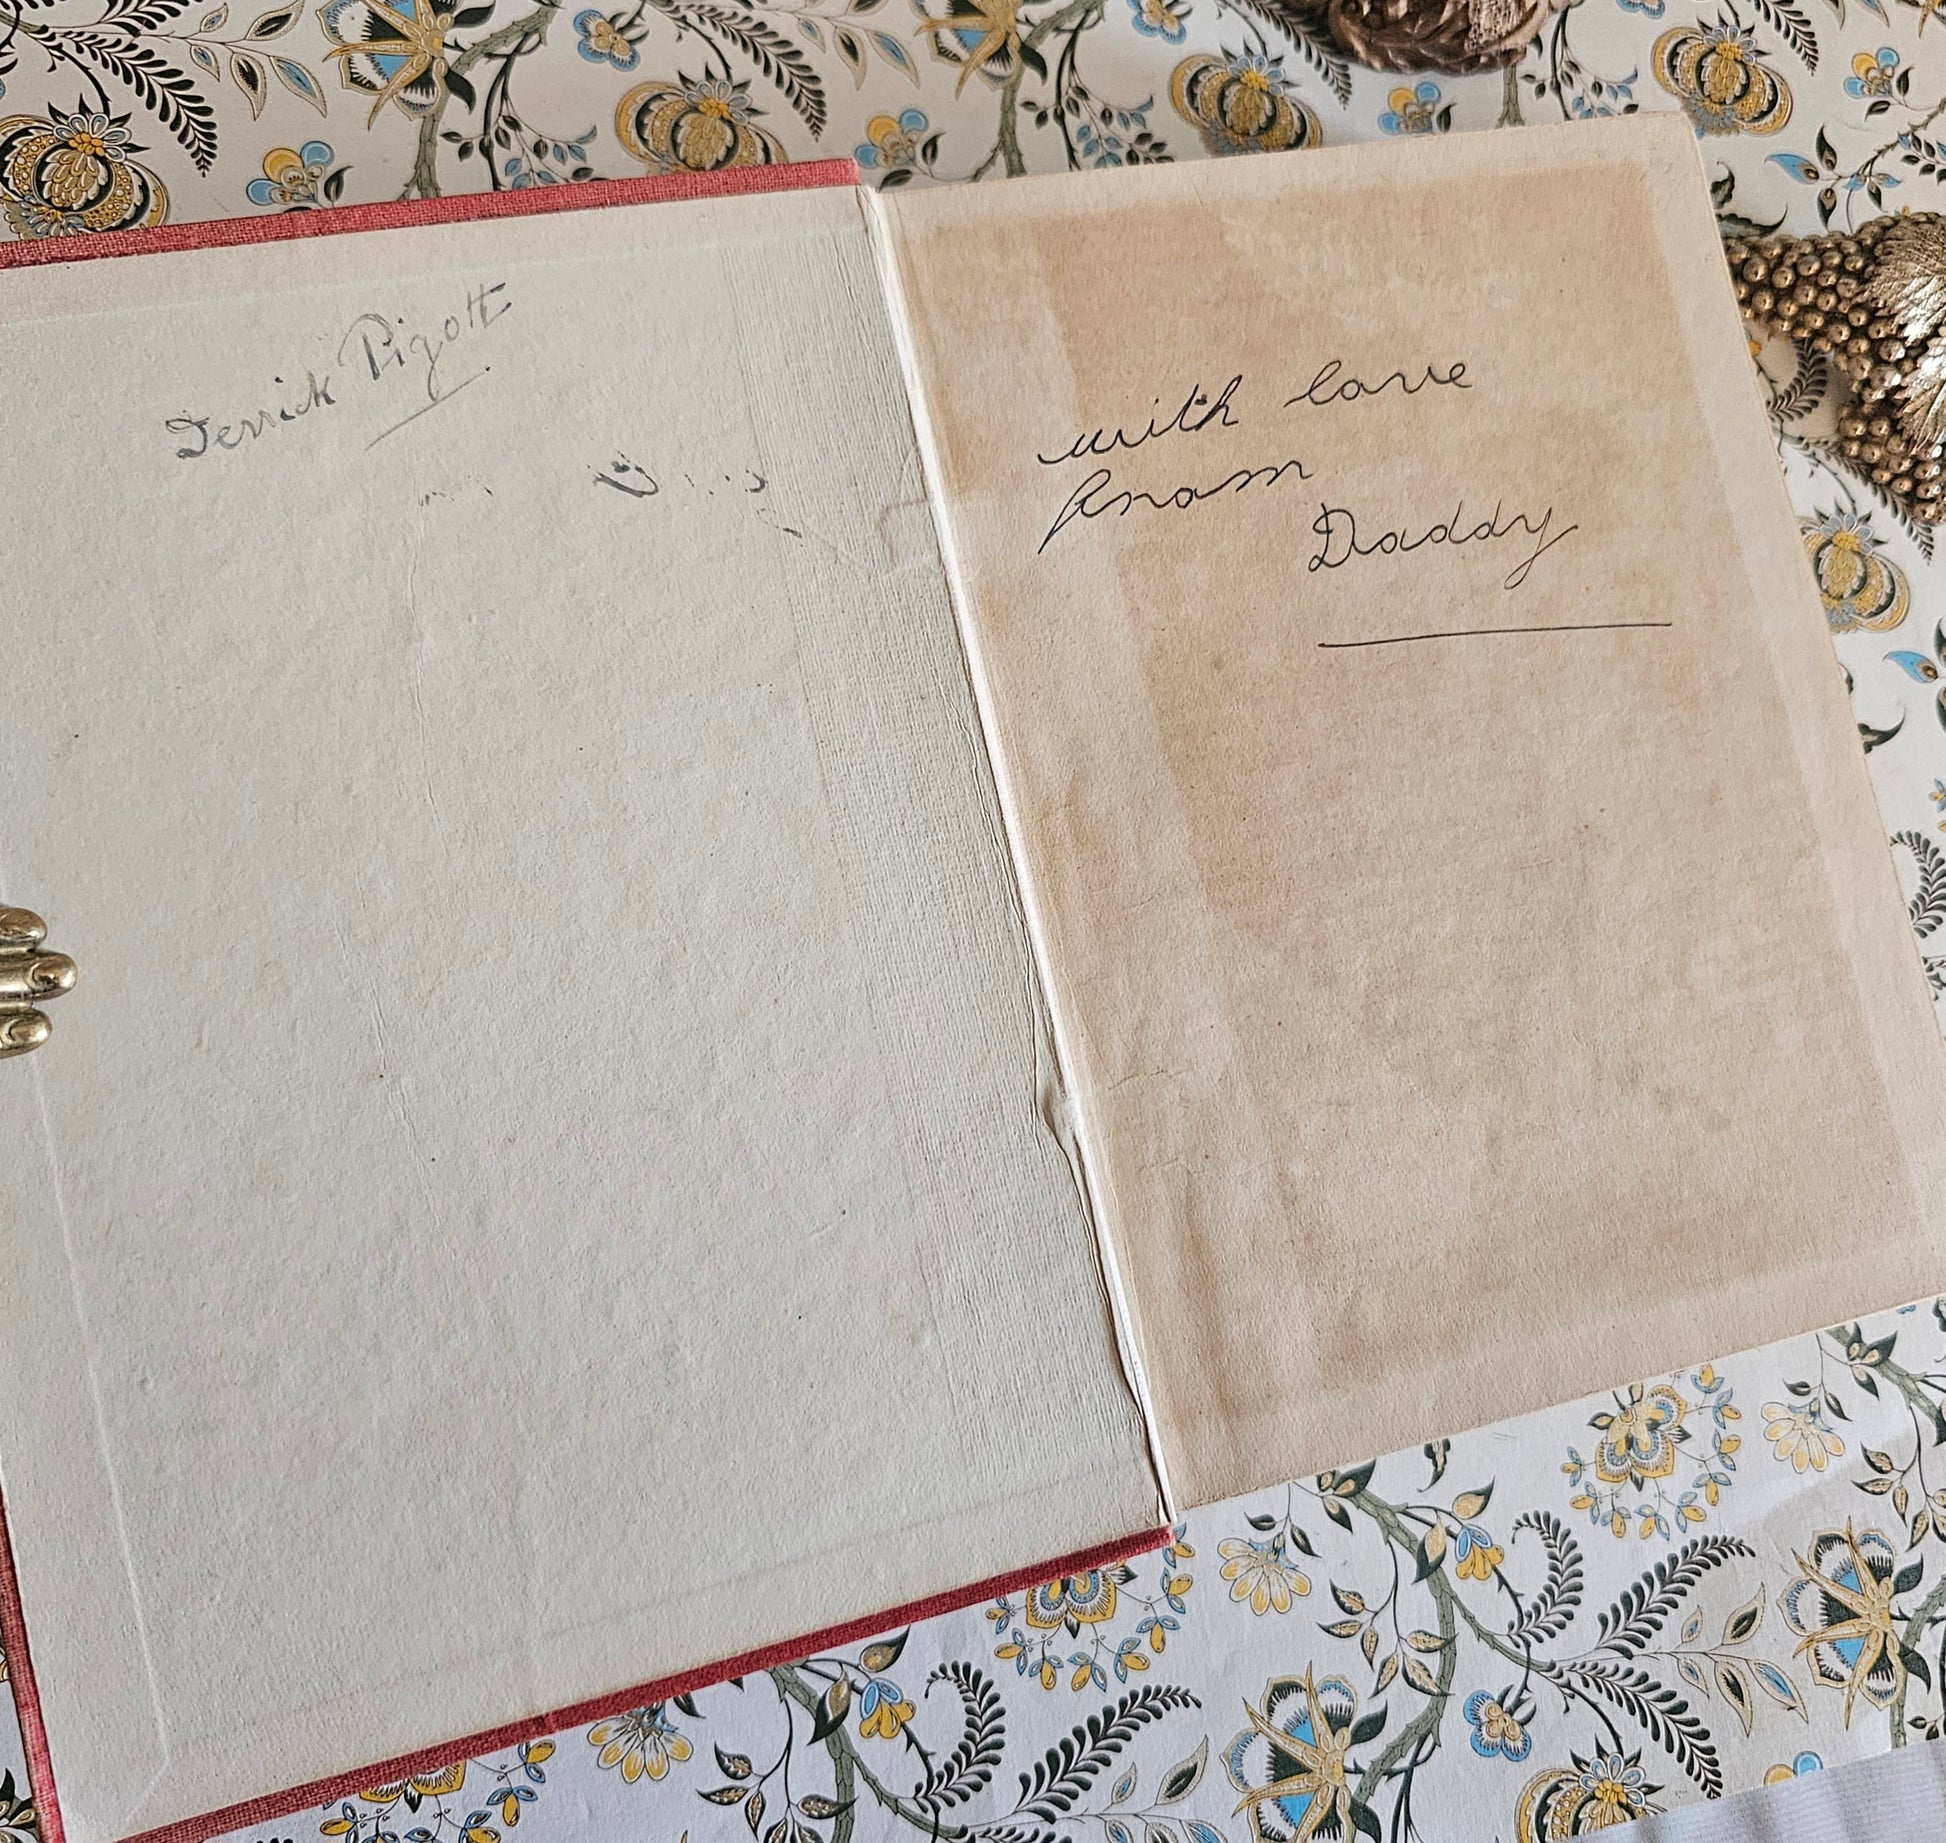 Derrick Pigott
with love
from
Daddy